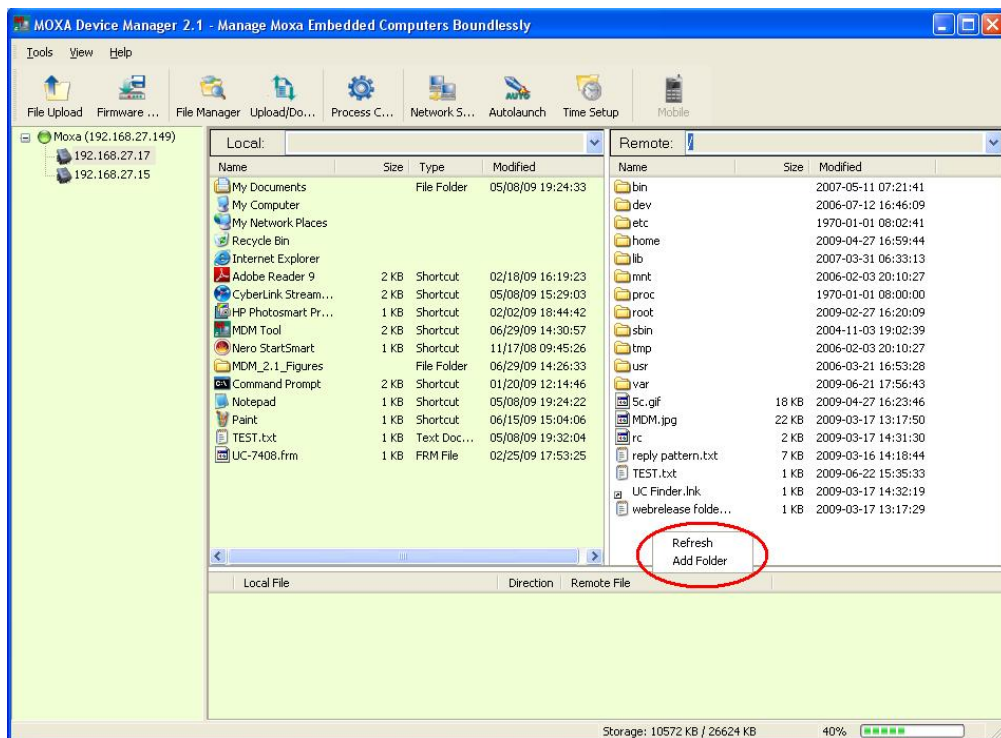 MOXA Device Manager 2.1 - Manage Moxa Embedded Computers Boundlessly
Tools View Help
File Upload Firmware ... File Manager Upload/Do... Process C... Network S... Autolaunch Time Setup Mobile
AUTO
Moxa (192.168.27.149)
192.168.27.17
192.168.27.15
Local:
Name Size Type Modified
My Documents File Folder 05/08/09 19:24:33
My Computer
My Network Places
Recycle Bin
Internet Explorer
Adobe Reader 9 2 KB Shortcut 02/18/09 16:19:23
CyberLink Stream... 2 KB Shortcut 05/08/09 15:29:03
HP Photosmart Pr... 1 KB Shortcut 02/02/09 18:44:42
MDM Tool 2 KB Shortcut 06/29/09 14:30:57
Nero StartSmart 1 KB Shortcut 11/17/08 09:45:26
MDM_2.1_Figures File Folder 06/29/09 14:26:33
Command Prompt 2 KB Shortcut 01/20/09 12:14:46
Notepad 1 KB Shortcut 05/08/09 19:24:22
Paint 1 KB Shortcut 06/15/09 15:04:06
TEST.txt 1 KB Text Doc... 05/08/09 19:32:04
UC-7408.frm 1 KB FRM File 02/25/09 17:53:25
Remote: /
Name Size Modified
bin 2007-05-11 07:21:41
dev 2006-07-12 16:46:09
etc 1970-01-01 08:02:41
home 2009-04-27 16:59:44
lib 2007-03-31 06:33:13
mnt 2006-02-03 20:10:27
proc 1970-01-01 08:00:00
root 2009-02-27 16:20:09
sbin 2004-11-03 19:02:39
tmp 2006-02-03 20:10:27
usr 2006-03-21 16:53:28
var 2009-06-21 17:56:43
5c.gif 18 KB 2009-04-27 16:23:46
MDM.jpg 22 KB 2009-03-17 13:17:50
rc 2 KB 2009-03-17 14:31:30
reply pattern.txt 7 KB 2009-03-16 14:18:44
TEST.txt 1 KB 2009-06-22 15:35:33
UC Finder.lnk 1 KB 2009-03-17 14:32:19
webrelease folde... 1 KB 2009-03-17 13:17:29
Refresh
Add Folder
Local File Direction Remote File
Storage: 10572 KB / 26624 KB 40%